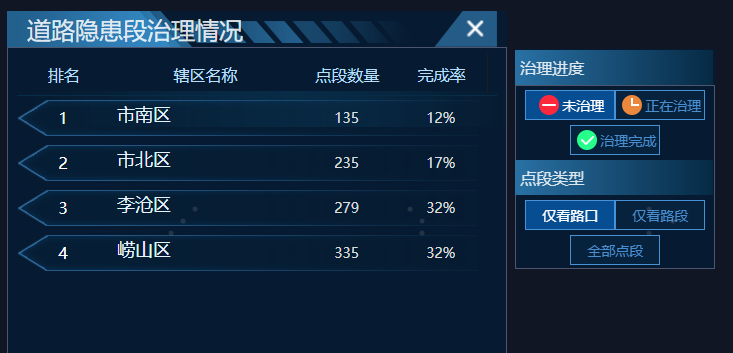 道路隐患段治理情况
排名 辖区名称 点段数量 完成率
1 市南区 135 12%
2 市北区 235 17%
3 李沧区 279 32%
4 崂山区 335 32%
治理进度
未治理 正在治理
治理完成
点段类型
仅看路口 仅看路段
全部点段